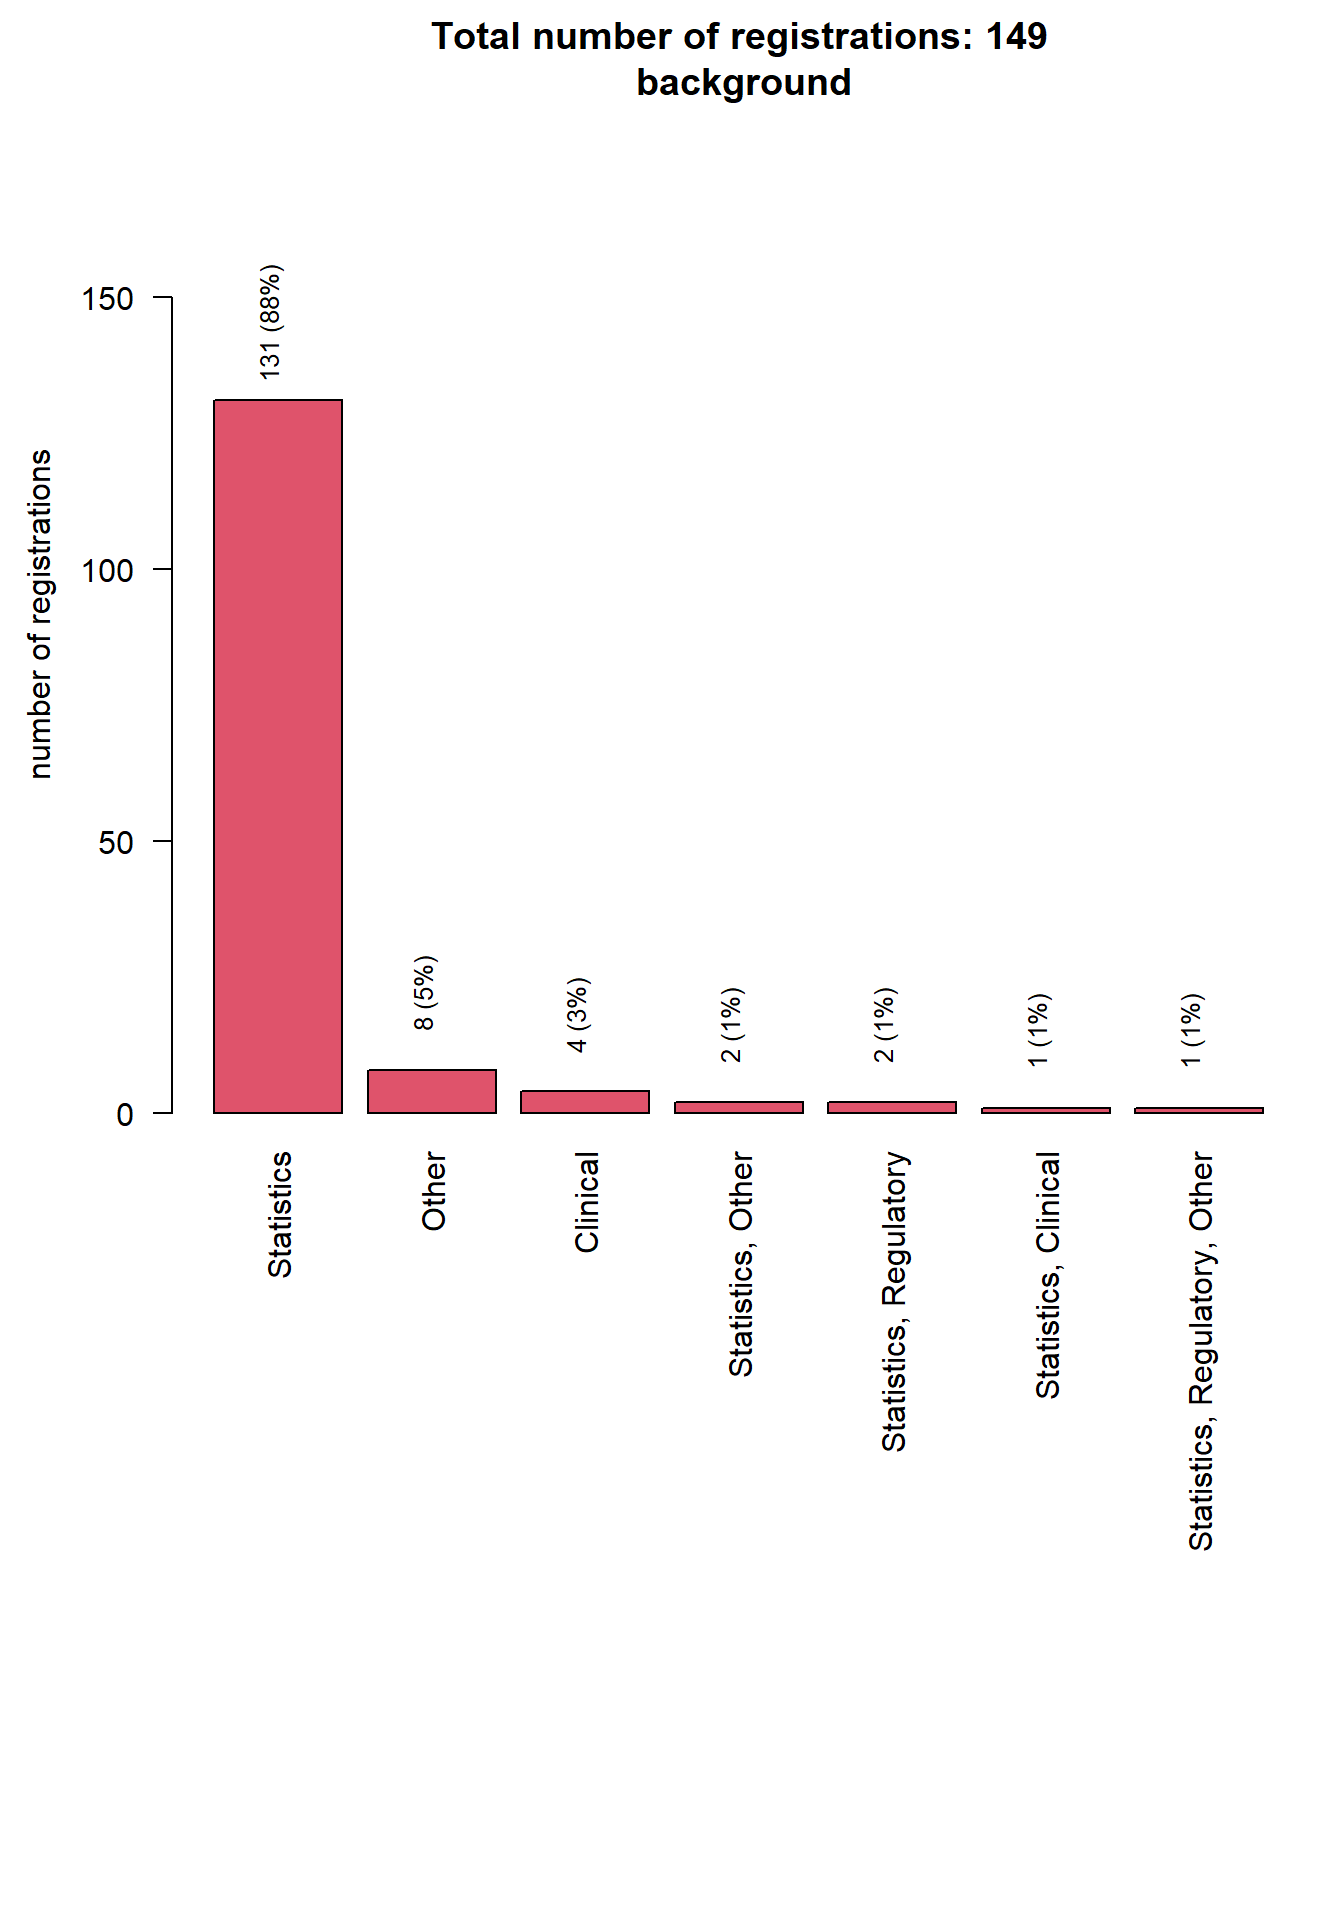 Total number of registrations: 149
background
number of registrations
150
100
50
0
131 (88%)
8 (5%)
4 (3%)
2 (1%)
2 (1%)
1 (1%)
1 (1%)
Statistics
Other
Clinical
Statistics, Other
Statistics, Regulatory
Statistics, Clinical
Statistics, Regulatory, Other